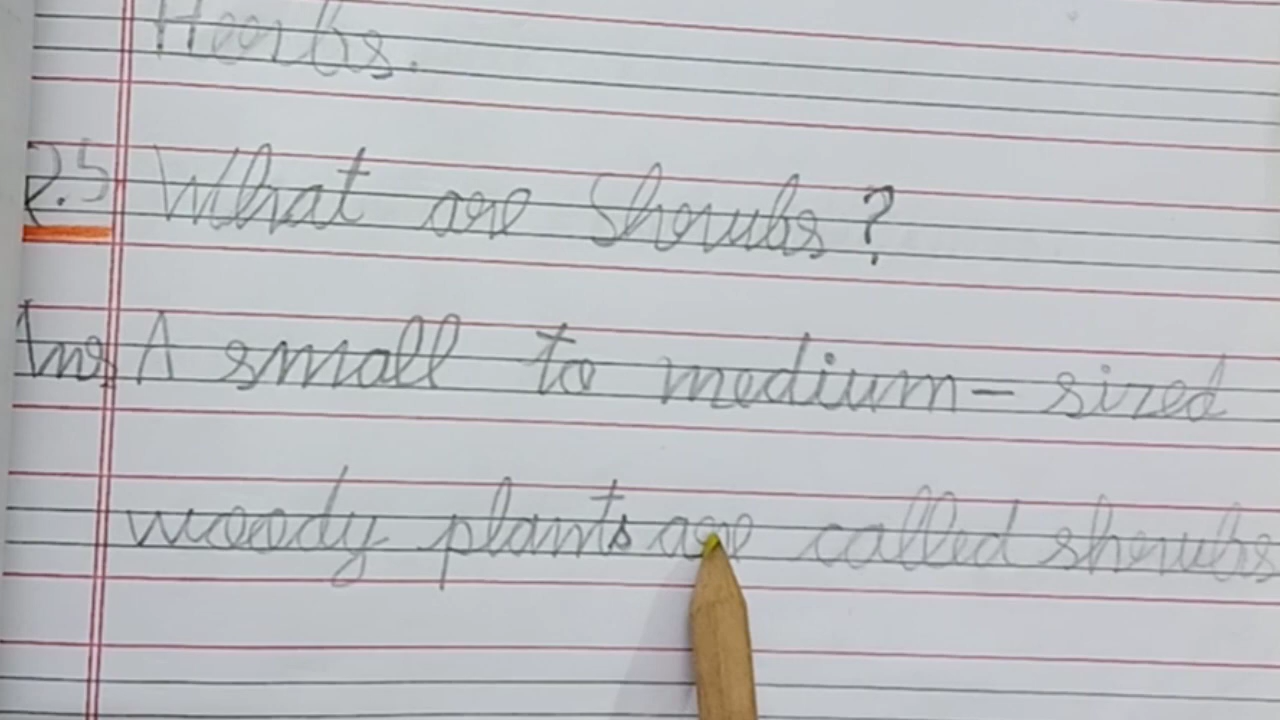 Herbs.
Q.5 What are Shrubs?
Ans. A small to medium- sized
woody plants are called shrubs